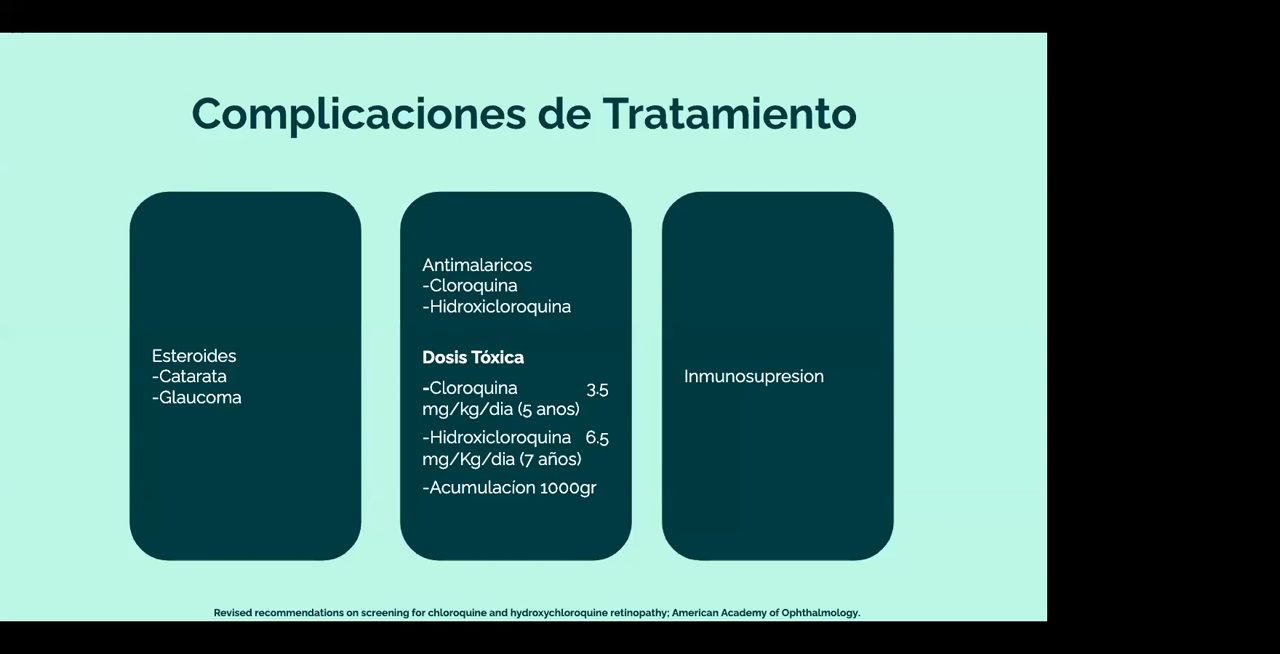 Complicaciones de Tratamiento
Esteroides
-Catarata
-Glaucoma
Antimalaricos
-Cloroquina
-Hidroxicloroquina
Dosis Tóxica
-Cloroquina 3.5
mg/kg/dia (5 anos)
-Hidroxicloroquina 6.5
mg/Kg/dia (7 años)
-Acumulacíon 1000gr
Inmunosupresion
Revised recommendations on screening for chloroquine and hydroxychloroquine retinopathy; American Academy of Ophthalmology.